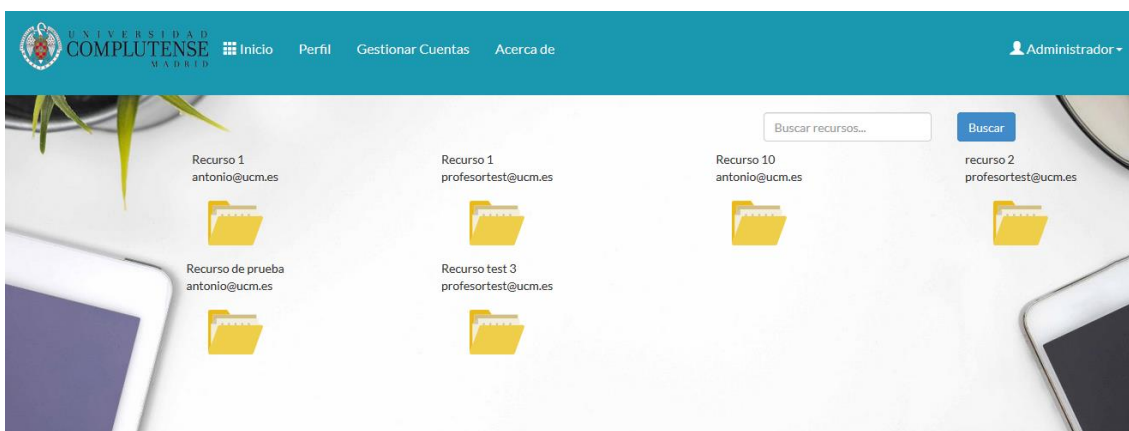 UNIVERSIDAD
COMPLUTENSE
MADRID
Inicio Perfil Gestionar Cuentas Acerca de
Administrador
Buscar recursos...
Buscar
Recurso 1
antonio@ucm.es
Recurso 1
profesortest@ucm.es
Recurso 10
antonio@ucm.es
recurso 2
profesortest@ucm.es
Recurso de prueba
antonio@ucm.es
Recurso test 3
profesortest@ucm.es